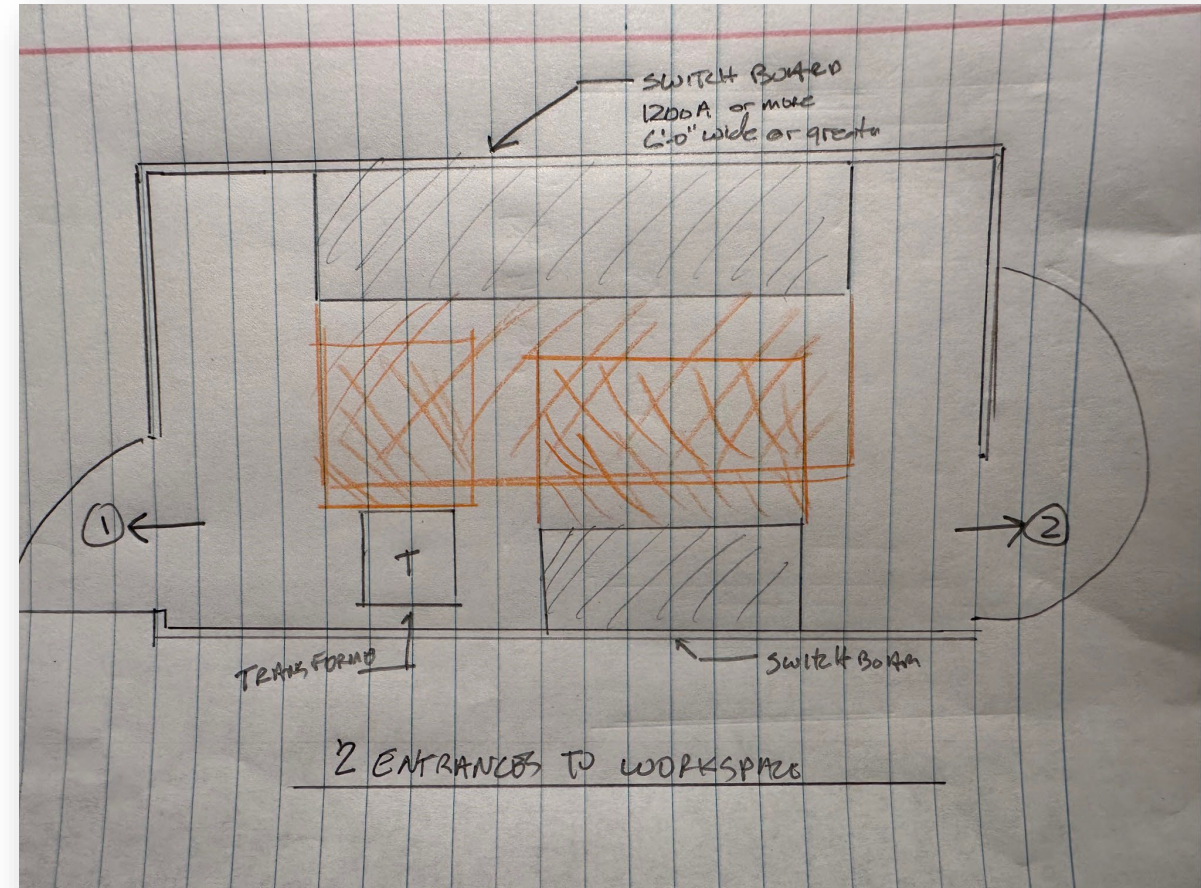 SWITCH BOARD
1200A or more
6'-0" wide or greater
1
2
T
TRANSFORMER
SWITCH BOARD
2 ENTRANCES TO WORKSPACE